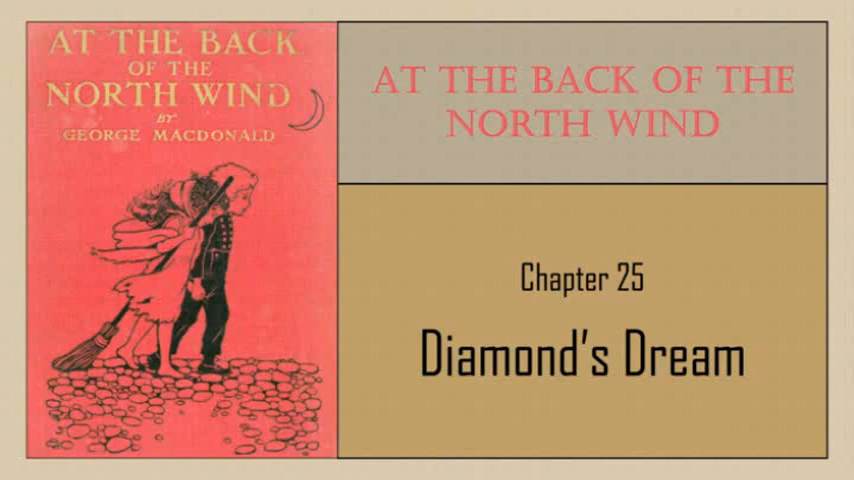 AT THE BACK
OF THE
NORTH WIND
BY
GEORGE MACDONALD
AT THE BACK OF THE
NORTH WIND
Chapter 25
Diamond's Dream